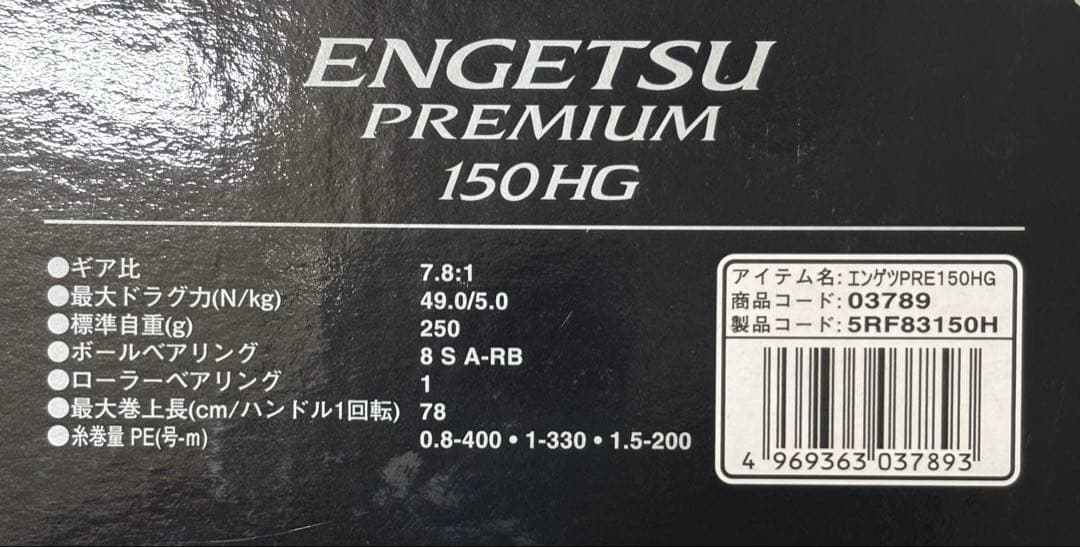 ENGETSU
PREMIUM
150HG
●ギア比 7.8:1
●最大ドラグ力(N/kg) 49.0/5.0
●標準自重(g) 250
●ボールベアリング 8 S A-RB
●ローラーベアリング 1
●最大巻上長(cm/ハンドル1回転) 78
●糸巻量 PE(号-m) 0.8-400•1-330•1.5-200
アイテム名:エンゲツPRE150HG
商品コード:03789
製品コード:5RF83150H
4 969363 037893